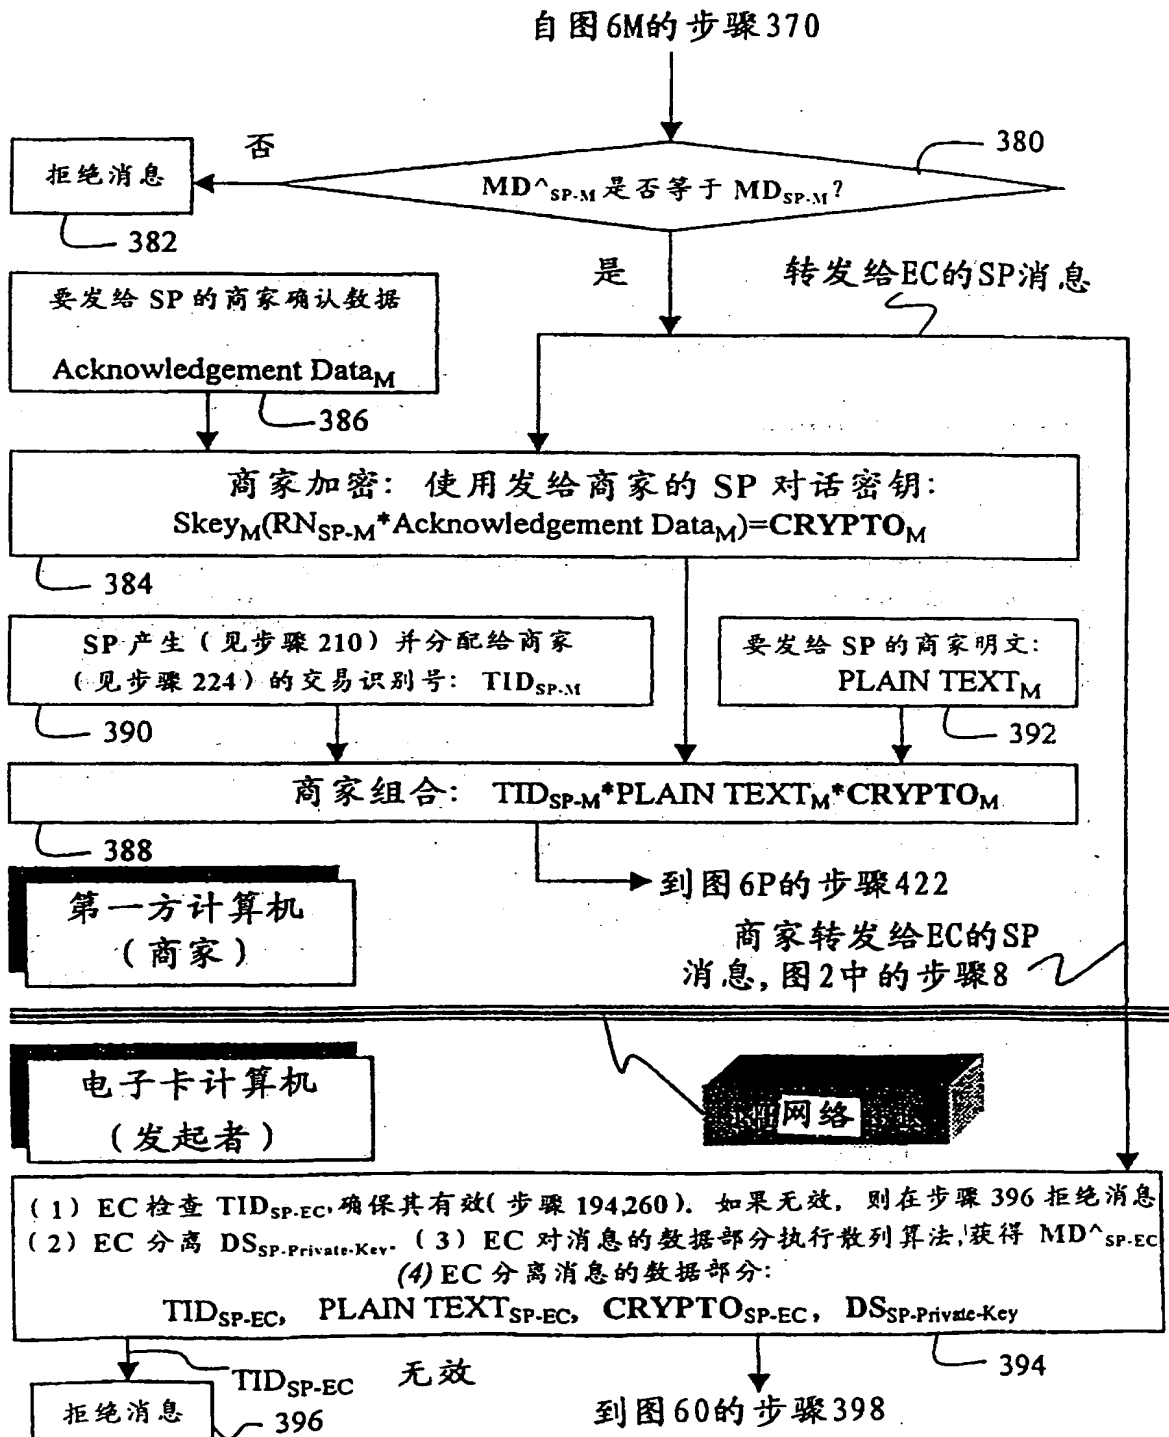 自图6M的步骤370
否
380
拒绝消息
MD^SP-M 是否等于 MDSP-M?
382
是
转发给EC的SP消息
要发给 SP 的商家确认数据
Acknowledgement DataM
386
商家加密: 使用发给商家的 SP 对话密钥:
SkeyM(RNSP-M*Acknowledgement DataM)=CRYPTOM
384
SP 产生(见步骤 210)并分配给商家
(见步骤 224)的交易识别号: TIDSP-M
要发给 SP 的商家明文:
PLAIN TEXTM
390
392
商家组合: TIDSP-M*PLAIN TEXTM*CRYPTOM
388
到图6P的步骤422
第一方计算机
(商家)
商家转发给EC的SP
消息,图2中的步骤8
电子卡计算机
(发起者)
网络
(1) EC 检查 TIDSP-EC,确保其有效(步骤 194,260). 如果无效, 则在步骤 396 拒绝消息
(2) EC 分离 DSSP-Private-Key. (3) EC 对消息的数据部分执行散列算法,获得 MD^SP-EC
(4) EC 分离消息的数据部分:
TIDSP-EC, PLAIN TEXTSP-EC, CRYPTOSP-EC, DSSP-Private-Key
394
TIDSP-EC 无效
拒绝消息
396
到图60的步骤398